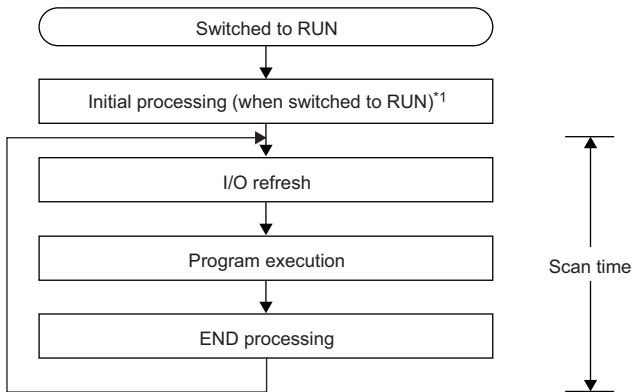 Switched to RUN
Initial processing (when switched to RUN)*1
I/O refresh
Program execution
Scan time
END processing